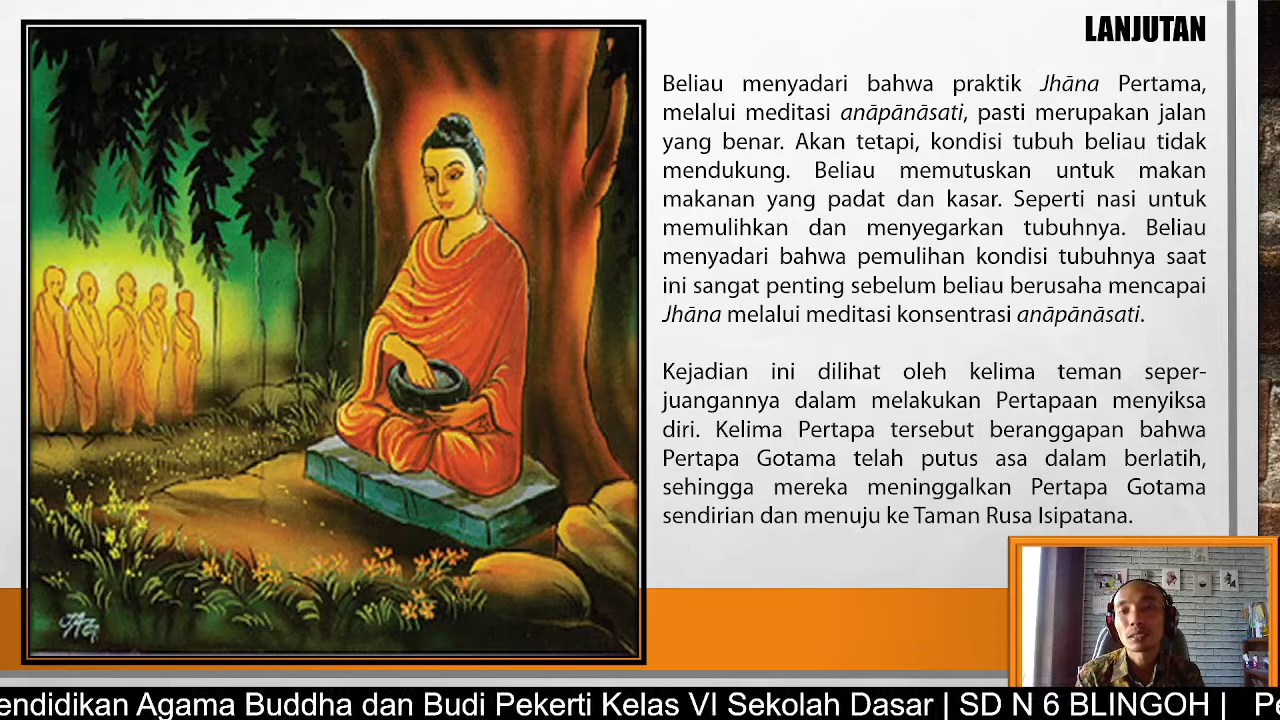 LANJUTAN
Beliau menyadari bahwa praktik Jhāna Pertama,
melalui meditasi anāpānāsati, pasti merupakan jalan
yang benar. Akan tetapi, kondisi tubuh beliau tidak
mendukung. Beliau memutuskan untuk makan
makanan yang padat dan kasar. Seperti nasi untuk
memulihkan dan menyegarkan tubuhnya. Beliau
menyadari bahwa pemulihan kondisi tubuhnya saat
ini sangat penting sebelum beliau berusaha mencapai
Jhāna melalui meditasi konsentrasi anāpānāsati.
Kejadian ini dilihat oleh kelima teman seper-
juangannya dalam melakukan Pertapaan menyiksa
diri. Kelima Pertapa tersebut beranggapan bahwa
Pertapa Gotama telah putus asa dalam berlatih,
sehingga mereka meninggalkan Pertapa Gotama
sendirian dan menuju ke Taman Rusa Isipatana.
endidikan Agama Buddha dan Budi Pekerti Kelas VI Sekolah Dasar | SD N 6 BLINGOH | Pe